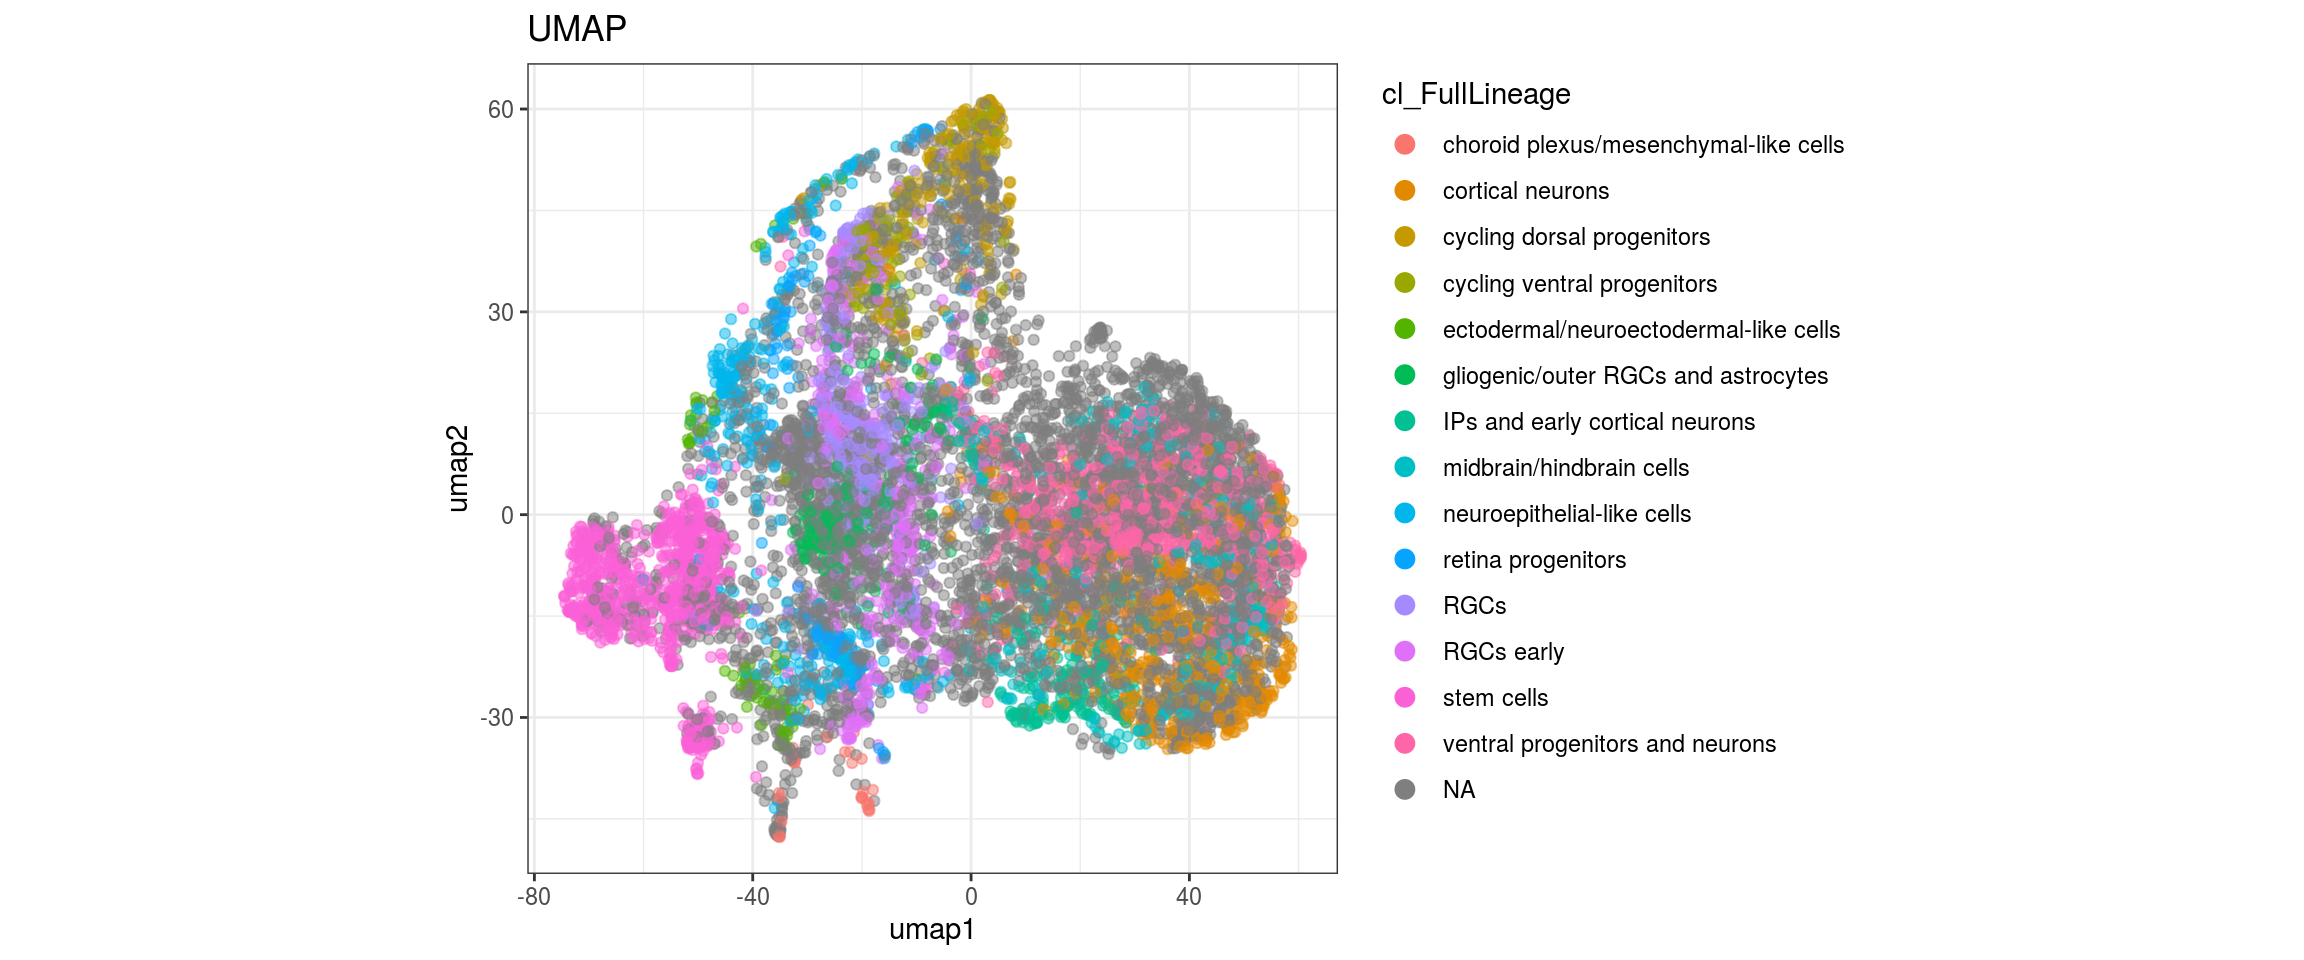 UMAP
60
30
0
-30
umap2
-80
-40
0
40
umap1
cl_FullLineage
choroid plexus/mesenchymal-like cells
cortical neurons
cycling dorsal progenitors
cycling ventral progenitors
ectodermal/neuroectodermal-like cells
gliogenic/outer RGCs and astrocytes
IPs and early cortical neurons
midbrain/hindbrain cells
neuroepithelial-like cells
retina progenitors
RGCs
RGCs early
stem cells
ventral progenitors and neurons
NA